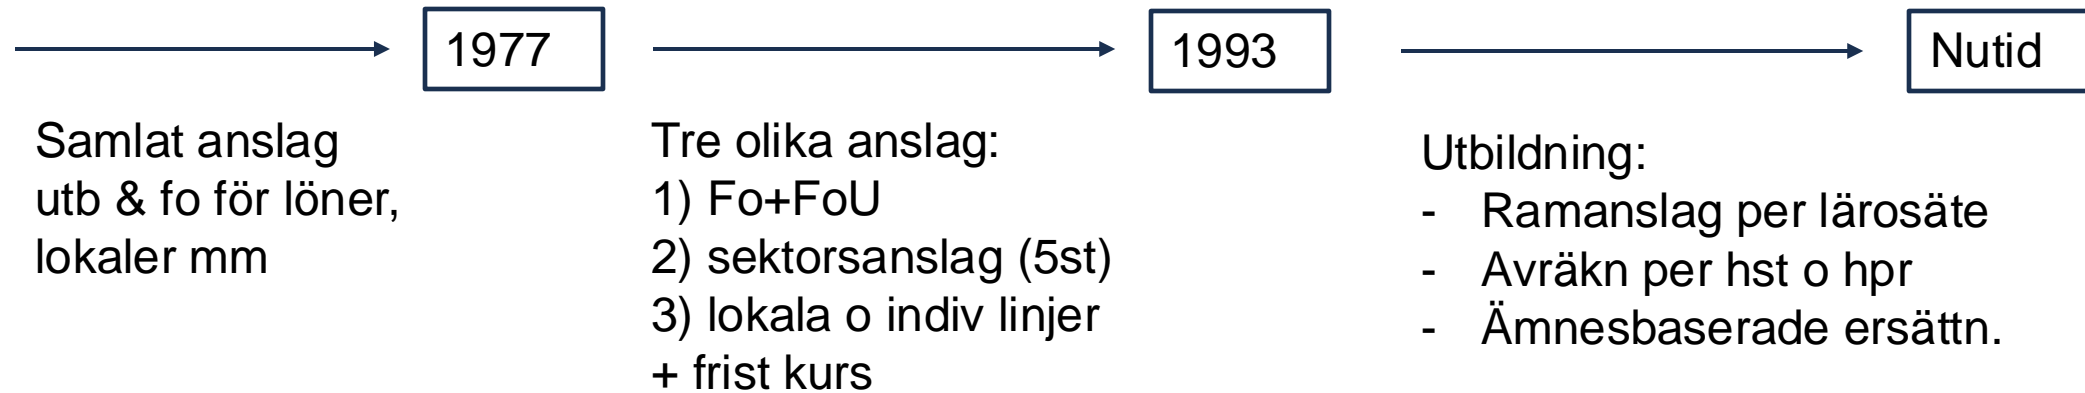 1977
1993
Nutid
Samlat anslag
utb & fo för löner,
lokaler mm
Tre olika anslag:
1) Fo+FoU
2) sektorsanslag (5st)
3) lokala o indiv linjer
+ frist kurs
Utbildning:
- Ramanslag per lärosäte
- Avräkn per hst o hpr
- Ämnesbaserade ersättn.